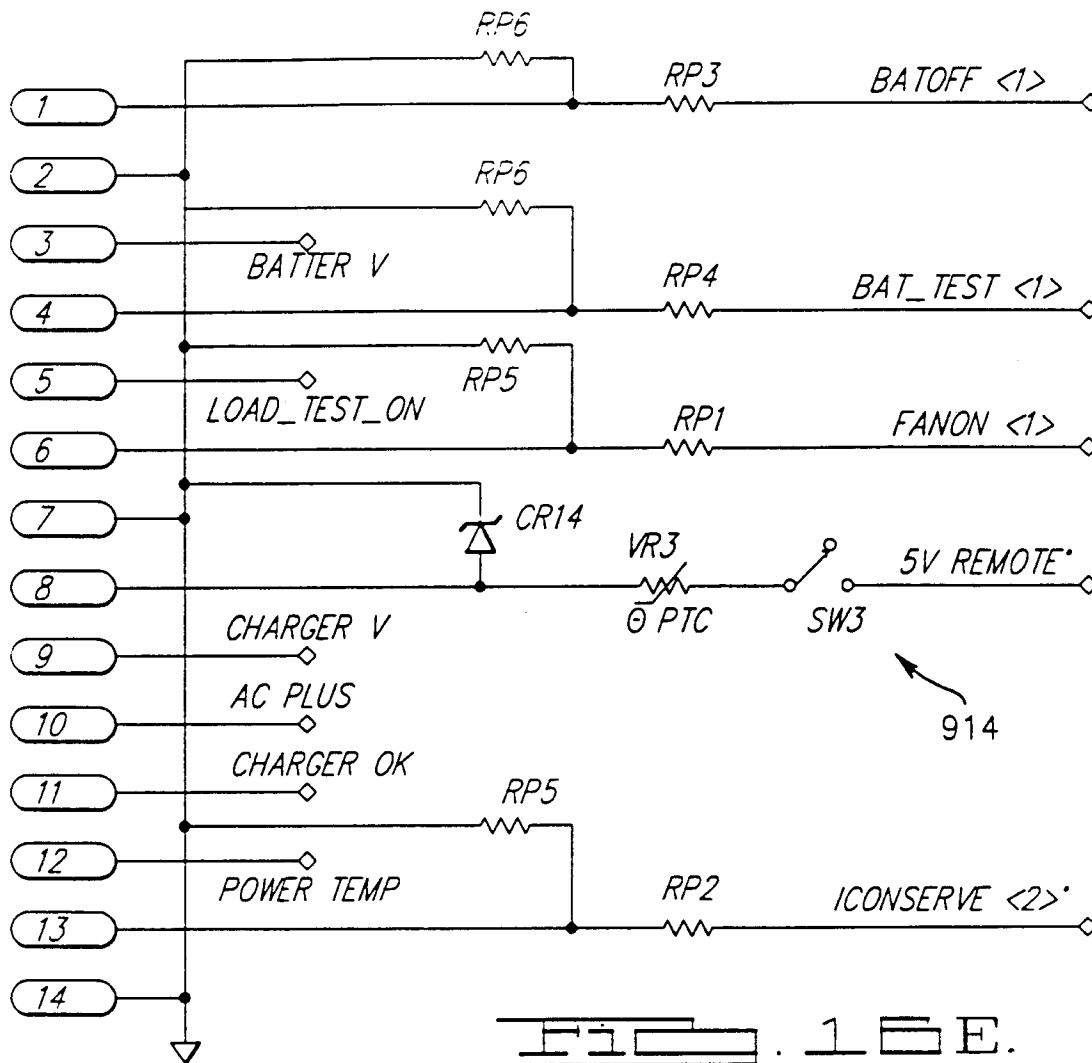 RP6
1
RP3
BATOFF <1>
2
RP6
3
BATTER V
4
RP4
BAT_TEST <1>
5
RP5
LOAD_TEST_ON
6
RP1
FANON <1>
7
CR14
8
VR3
5V REMOTE*
Θ PTC
SW3
9
CHARGER V
914
10
AC PLUS
11
CHARGER OK
RP5
12
POWER TEMP
13
RP2
ICONSERVE <2>*
14